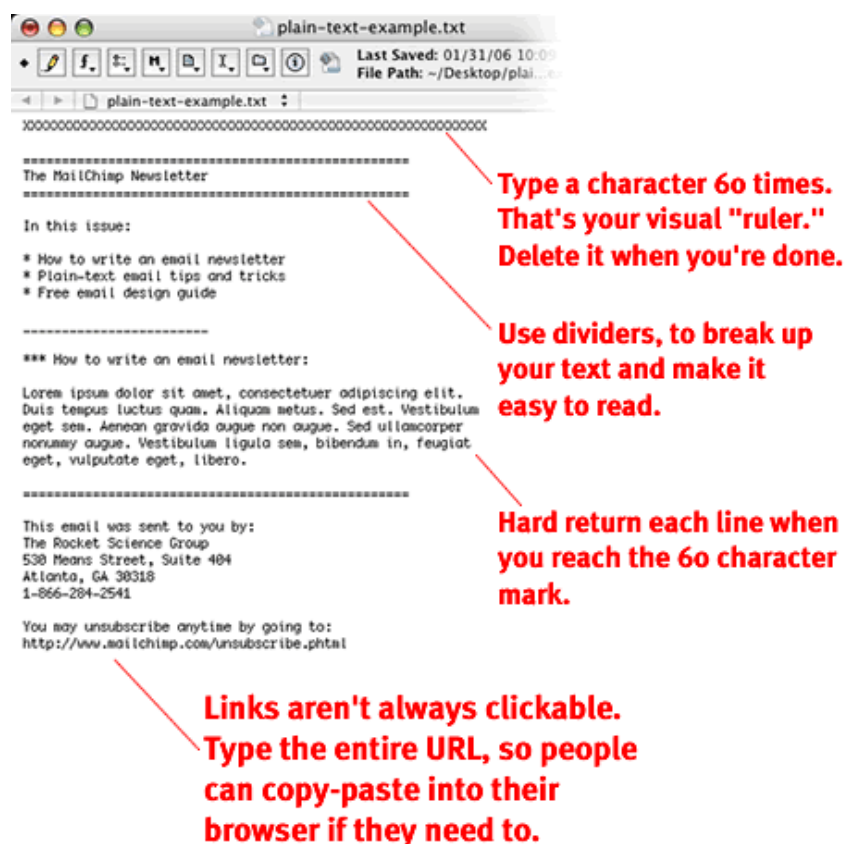 plain-text-example.txt
Last Saved: 01/31/06 10:09
File Path: ~/Desktop/plai...e
plain-text-example.txt
XXXXXXXXXXXXXXXXXXXXXXXXXXXXXXXXXXXXXXXXXXXXXXXXXXXXXXXXXXXX
==================================================
The MailChimp Newsletter
==================================================
In this issue:
* How to write an email newsletter
* Plain-text email tips and tricks
* Free email design guide
------------------------
*** How to write an email newsletter:
Lorem ipsum dolor sit amet, consectetuer adipiscing elit.
Duis tempus luctus quam. Aliquam metus. Sed est. Vestibulum
eget sem. Aenean gravida augue non augue. Sed ullamcorper
nonummy augue. Vestibulum ligula sem, bibendum in, feugiat
eget, vulputate eget, libero.
==================================================
This email was sent to you by:
The Rocket Science Group
530 Means Street, Suite 404
Atlanta, GA 30318
1-866-284-2541
You may unsubscribe anytime by going to:
http://www.mailchimp.com/unsubscribe.phtml
Type a character 60 times.
That's your visual "ruler."
Delete it when you're done.
Use dividers, to break up
your text and make it
easy to read.
Hard return each line when
you reach the 60 character
mark.
Links aren't always clickable.
Type the entire URL, so people
can copy-paste into their
browser if they need to.